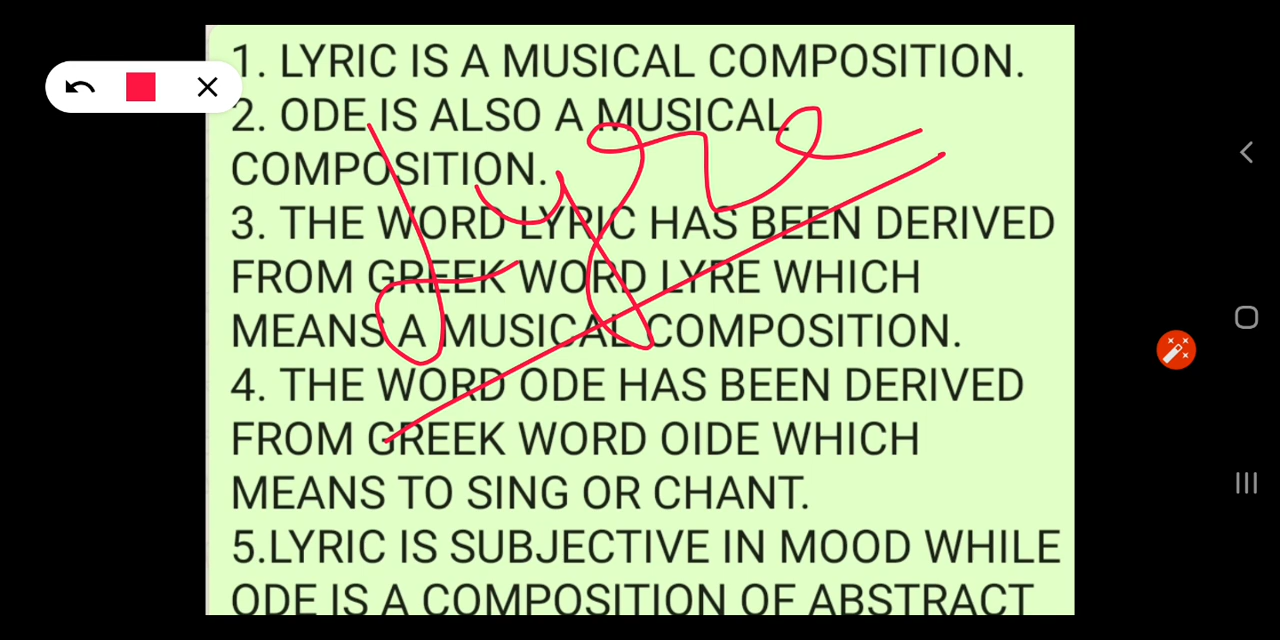 1. LYRIC IS A MUSICAL COMPOSITION.
2. ODE IS ALSO A MUSICAL
COMPOSITION.
3. THE WORD LYRIC HAS BEEN DERIVED
FROM GREEK WORD LYRE WHICH
MEANS A MUSICAL COMPOSITION.
4. THE WORD ODE HAS BEEN DERIVED
FROM GREEK WORD OIDE WHICH
MEANS TO SING OR CHANT.
5.LYRIC IS SUBJECTIVE IN MOOD WHILE
ODE IS A COMPOSITION OF ABSTRACT
Lyre